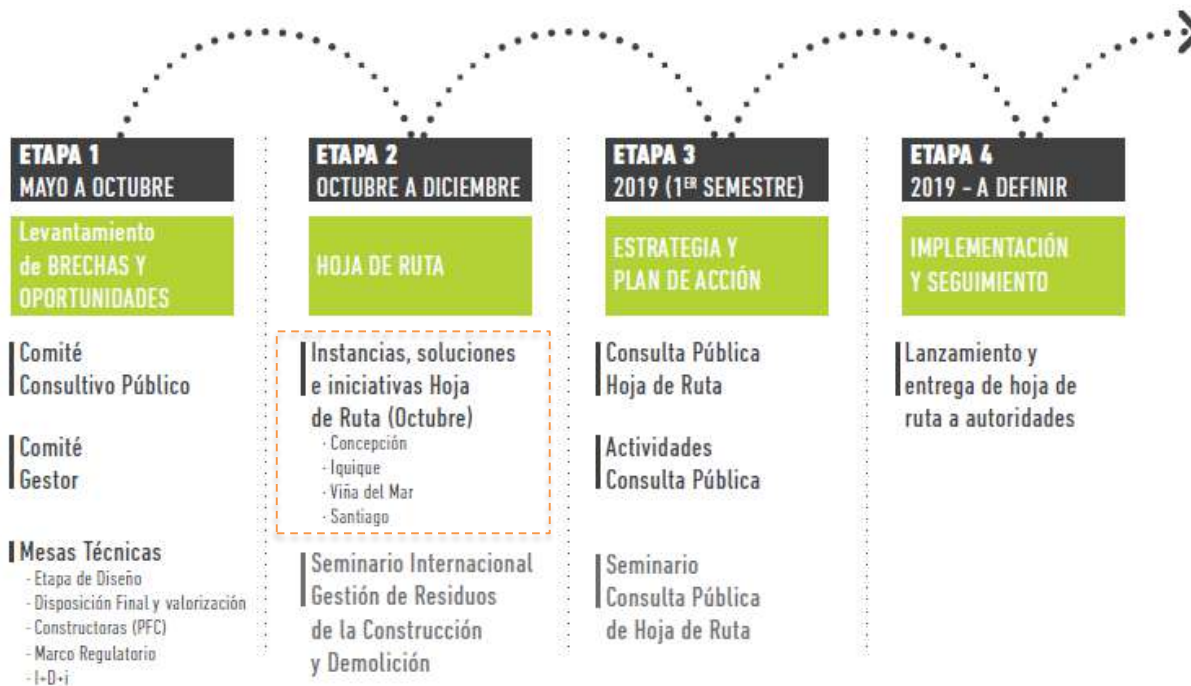 ETAPA 1
MAYO A OCTUBRE
Levantamiento
de BRECHAS Y
OPORTUNIDADES
Comité
Consultivo Público
Comité
Gestor
Mesas Técnicas
- Etapa de Diseño
- Disposición Final y valorización
- Constructoras (PFC)
- Marco Regulatorio
- I+D+i
ETAPA 2
OCTUBRE A DICIEMBRE
HOJA DE RUTA
Instancias, soluciones
e iniciativas Hoja
de Ruta (Octubre)
· Concepción
· Iquique
· Viña del Mar
· Santiago
Seminario Internacional
Gestión de Residuos
de la Construcción
y Demolición
ETAPA 3
2019 (1ER SEMESTRE)
ESTRATEGIA Y
PLAN DE ACCIÓN
Consulta Pública
Hoja de Ruta
Actividades
Consulta Pública
Seminario
Consulta Pública
de Hoja de Ruta
ETAPA 4
2019 - A DEFINIR
IMPLEMENTACIÓN
Y SEGUIMIENTO
Lanzamiento y
entrega de hoja de
ruta a autoridades